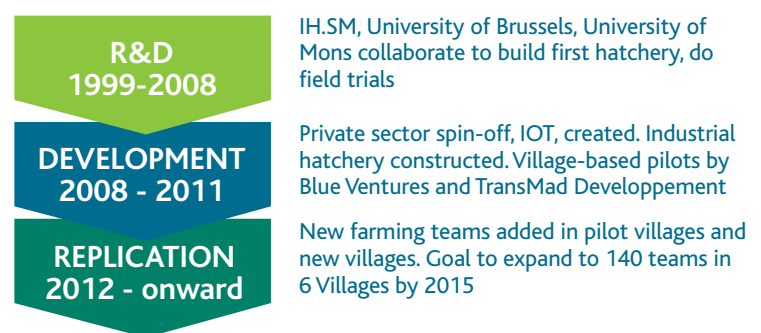 R&D
1999-2008
IH.SM, University of Brussels, University of
Mons collaborate to build first hatchery, do
field trials
DEVELOPMENT
2008 - 2011
Private sector spin-off, IOT, created. Industrial
hatchery constructed. Village-based pilots by
Blue Ventures and TransMad Developpement
REPLICATION
2012 - onward
New farming teams added in pilot villages and
new villages. Goal to expand to 140 teams in
6 Villages by 2015